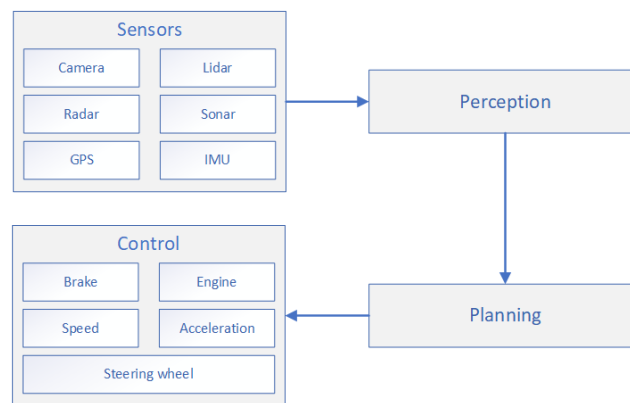 Sensors
Camera
Lidar
Radar
Sonar
GPS
IMU
Perception
Control
Brake
Engine
Speed
Acceleration
Steering wheel
Planning